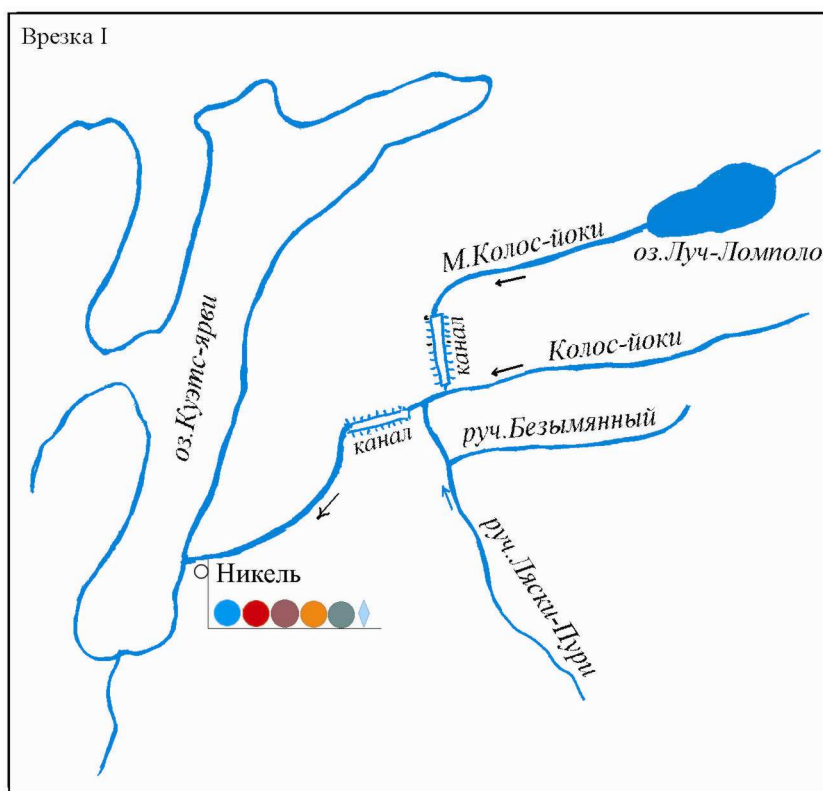 Врезка I
оз.Куэтс-ярви
М.Колос-йоки
оз.Луч-Ломполо
канал
Колос-йоки
канал
руч.Безымянный
руч.Ляски-Пури
Никель